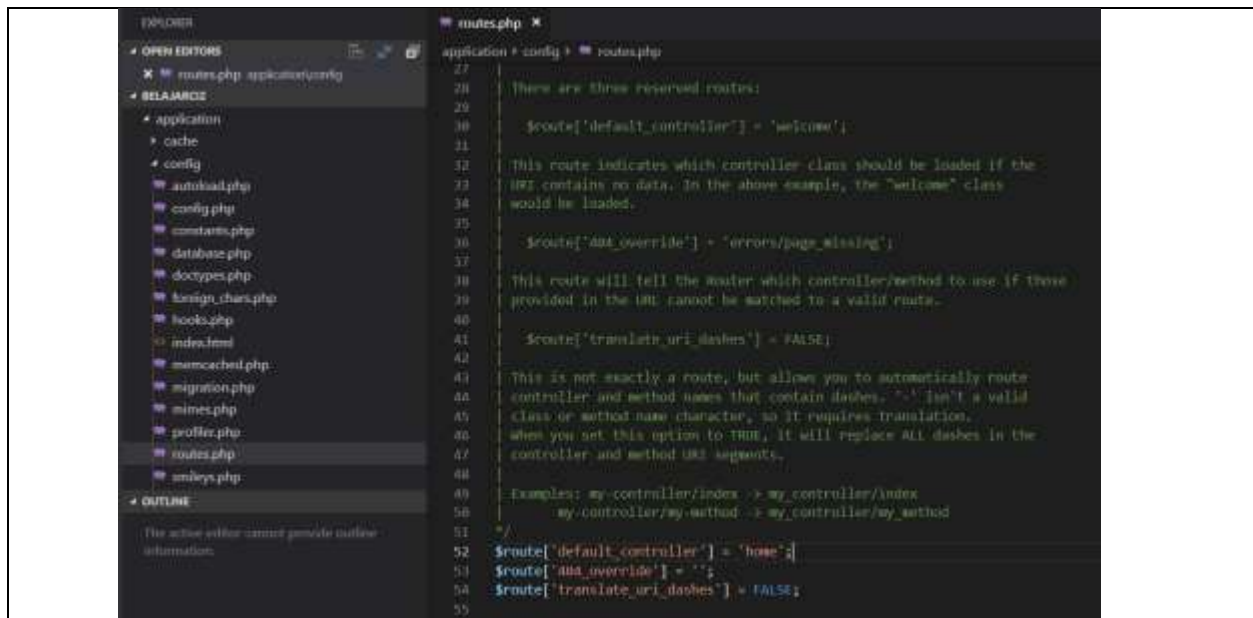 EXPLORER
OPEN EDITORS
routes.php application\config
BELAJARCI2
application
cache
config
autoload.php
config.php
constants.php
database.php
doctypes.php
foreign_chars.php
hooks.php
index.html
memcached.php
migration.php
mimes.php
profiler.php
routes.php
smileys.php
OUTLINE
The active editor cannot provide outline
information.
routes.php
application config routes.php
27 |
28 | There are three reserved routes:
29 |
30 | $route['default_controller'] = 'welcome';
31 |
32 | This route indicates which controller class should be loaded if the
33 | URI contains no data. In the above example, the "welcome" class
34 | would be loaded.
35 |
36 | $route['404_override'] = 'errors/page_missing';
37 |
38 | This route will tell the Router which controller/method to use if those
39 | provided in the URL cannot be matched to a valid route.
40 |
41 | $route['translate_uri_dashes'] = FALSE;
42 |
43 | This is not exactly a route, but allows you to automatically route
44 | controller and method names that contain dashes. '-' isn't a valid
45 | class or method name character, so it requires translation.
46 | When you set this option to TRUE, it will replace ALL dashes in the
47 | controller and method URI segments.
48 |
49 | Examples: my-controller/index -> my_controller/index
50 | my-controller/my-method -> my_controller/my_method
51 */
52 $route['default_controller'] = 'home';
53 $route['404_override'] = '';
54 $route['translate_uri_dashes'] = FALSE;
55